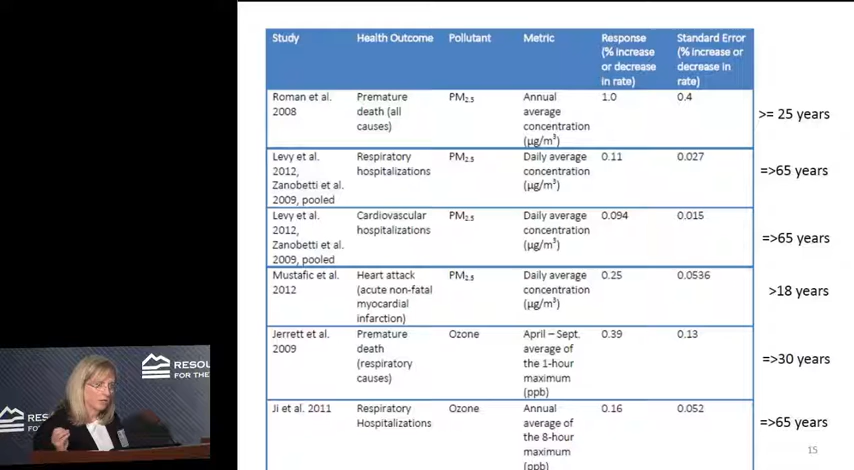 Study Health Outcome Pollutant Metric Response Standard Error
(% increase (% increase or
or decrease decrease in
in rate) rate)
Roman et al. Premature PM2.5 Annual 1.0 0.4
2008 death (all average
causes) concentration
(µg/m³)
>= 25 years
Levy et al. Respiratory PM2.5 Daily average 0.11 0.027
2012, hospitalizations concentration
Zanobetti et al. (µg/m³)
2009, pooled
=>65 years
Levy et al. Cardiovascular PM2.5 Daily average 0.094 0.015
2012, hospitalizations concentration
Zanobetti et al. (µg/m³)
2009, pooled
=>65 years
Mustafic et al. Heart attack PM2.5 Daily average 0.25 0.0536
2012 (acute non-fatal concentration
myocardial (µg/m³)
infarction)
>18 years
Jerrett et al. Premature Ozone April – Sept. 0.39 0.13
2009 death average of
(respiratory the 1-hour
causes) maximum
(ppb)
=>30 years
Ji et al. 2011 Respiratory Ozone Annual 0.16 0.052
Hospitalizations average of
the 8-hour
maximum
(ppb)
=>65 years
15
RESOU
FOR THE
RES
FOR